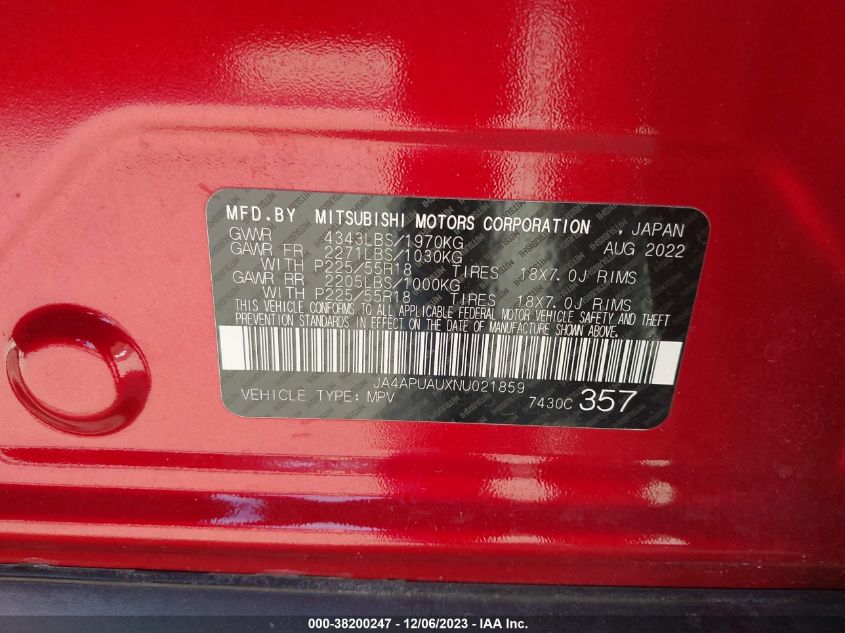 MFD.BY MITSUBISHI MOTORS CORPORATION , JAPAN
GVWR 4343LBS/1970KG AUG 2022
GAWR FR 2271LBS/1030KG
WITH P225/55R18 TIRES 18X7.0J RIMS
GAWR RR 2205LBS/1000KG
WITH P225/55R18 TIRES 18X7.0J RIMS
THIS VEHICLE CONFORMS TO ALL APPLICABLE FEDERAL MOTOR VEHICLE SAFETY AND THEFT
PREVENTION STANDARDS IN EFFECT ON THE DATE OF MANUFACTURE SHOWN ABOVE.
JA4APUAUXNU021859
VEHICLE TYPE: MPV 7430C 357
000-38200247 - 12/06/2023 - IAA Inc.